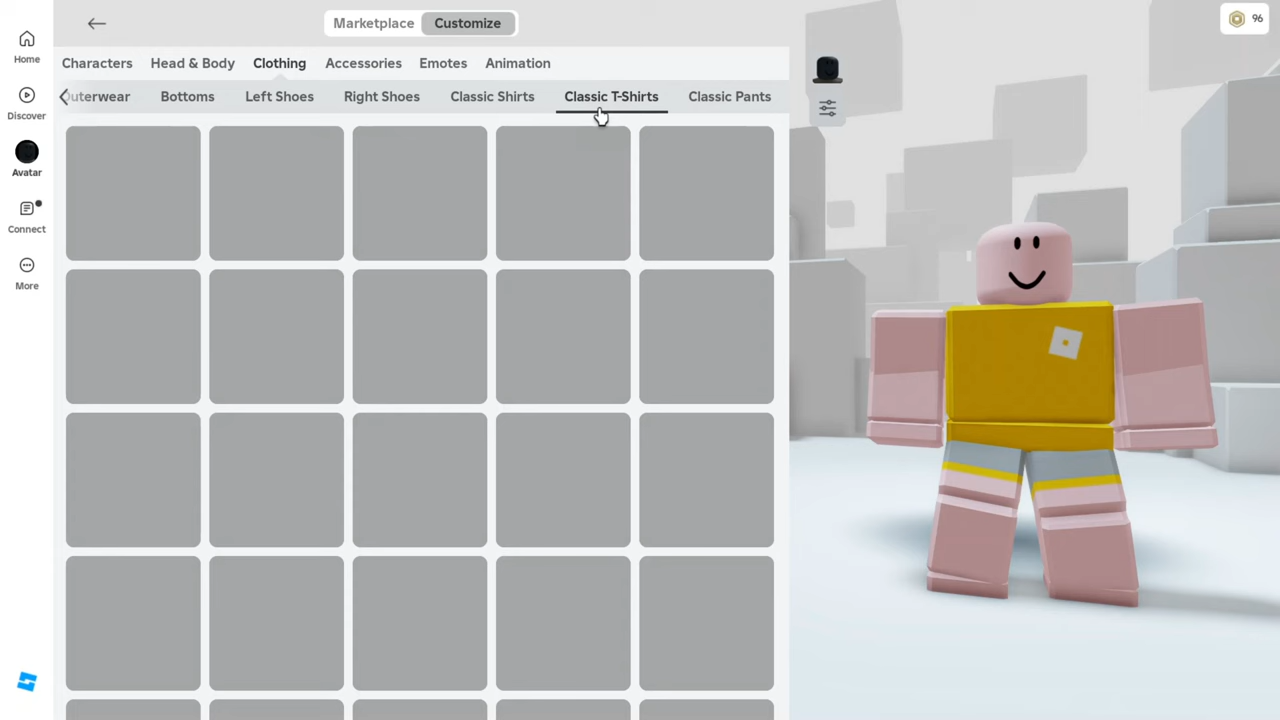 Marketplace Customize
96
Home
Characters Head & Body Clothing Accessories Emotes Animation
uterwear Bottoms Left Shoes Right Shoes Classic Shirts Classic T-Shirts Classic Pants
Discover
Avatar
Connect
More